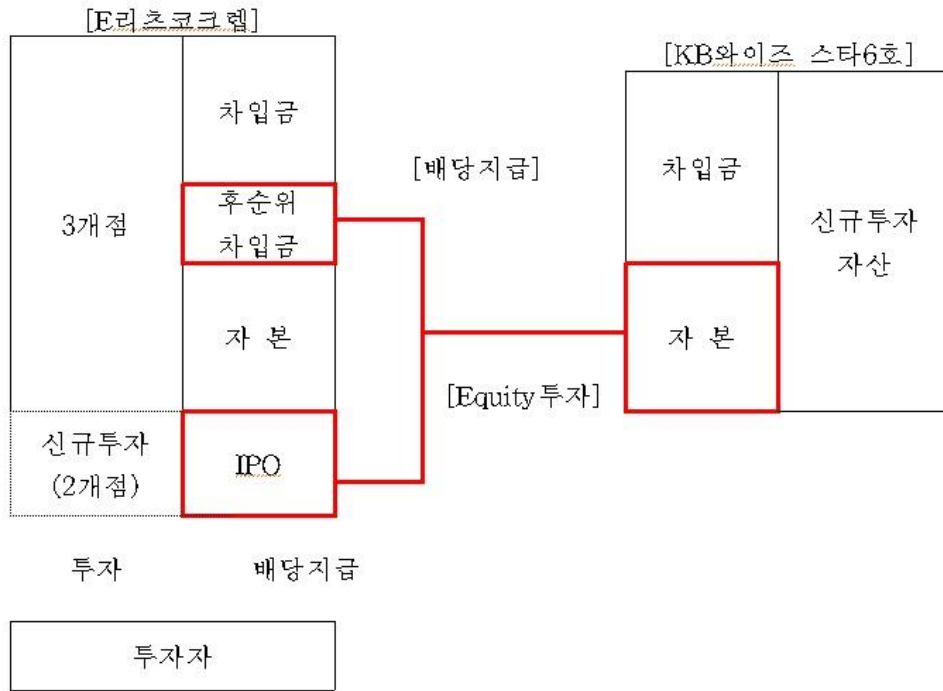 [E리츠코크렙]
[KB와이즈 스타6호]
차입금
[배당지급]
차입금
3개점
후순위
차입금
신규투자
자산
자 본
자 본
[Equity투자]
신규투자
(2개점)
IPO
투자
배당지급
투자자